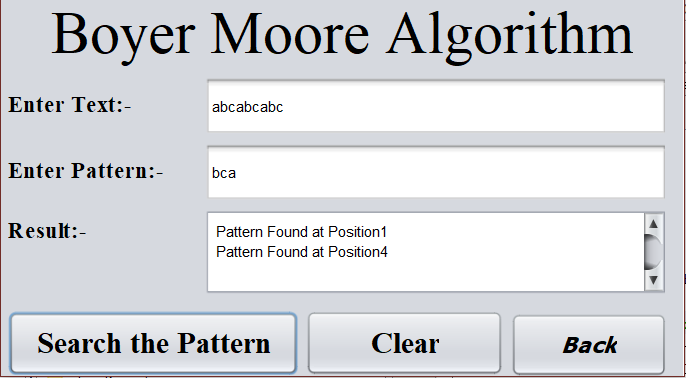 Boyer Moore Algorithm
Enter Text:-
abcabcabc
Enter Pattern:-
bca
Result:-
Pattern Found at Position1
Pattern Found at Position4
Search the Pattern
Clear
Back